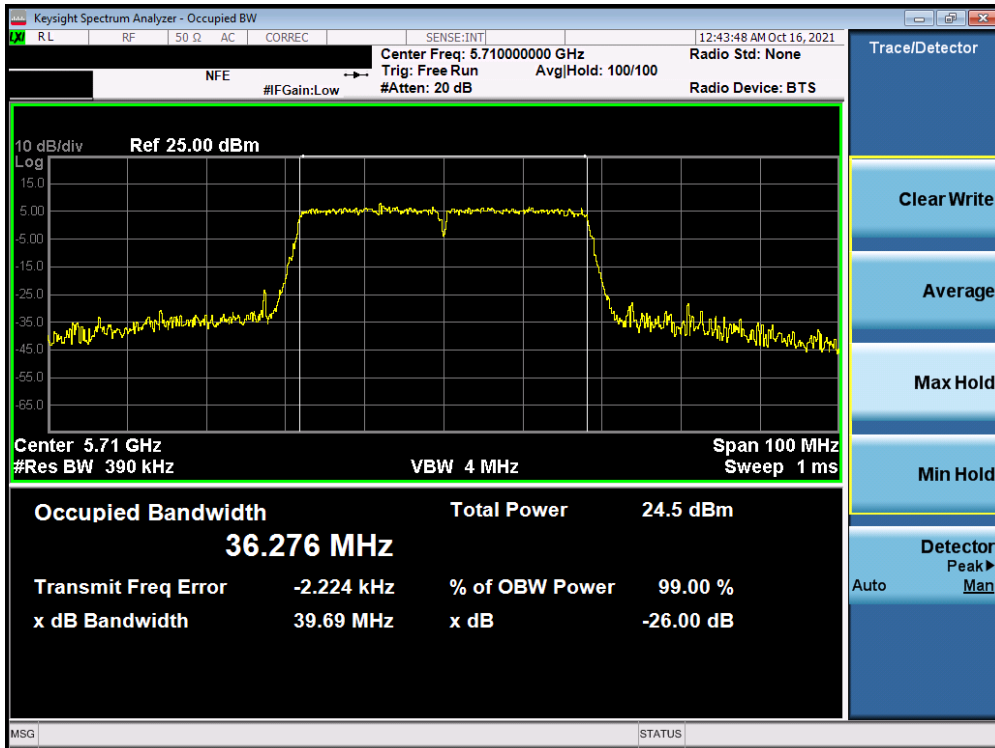 Keysight Spectrum Analyzer - Occupied BW
LXI RL RF 50 Ω AC CORREC SENSE:INT 12:43:48 AM Oct 16, 2021
Center Freq: 5.710000000 GHz Radio Std: None
NFE Trig: Free Run Avg|Hold: 100/100
#IFGain:Low #Atten: 20 dB Radio Device: BTS
Trace/Detector
10 dB/div Ref 25.00 dBm
Log
15.0
5.00
-5.00
-15.0
-25.0
-35.0
-45.0
-55.0
-65.0
Center 5.71 GHz Span 100 MHz
#Res BW 390 kHz VBW 4 MHz Sweep 1 ms
Occupied Bandwidth Total Power 24.5 dBm
36.276 MHz
Transmit Freq Error -2.224 kHz % of OBW Power 99.00 %
x dB Bandwidth 39.69 MHz x dB -26.00 dB
Clear Write
Average
Max Hold
Min Hold
Detector
Peak▶
Auto Man
MSG STATUS